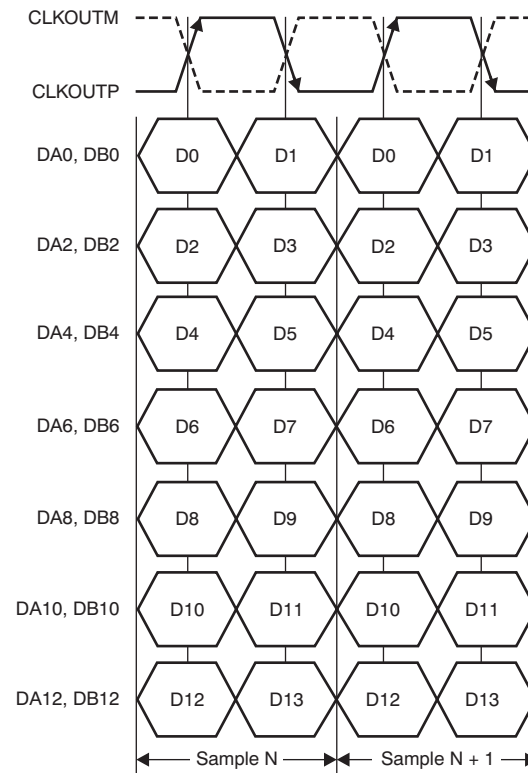 CLKOUTM
CLKOUTP
DA0, DB0 D0 D1 D0 D1
DA2, DB2 D2 D3 D2 D3
DA4, DB4 D4 D5 D4 D5
DA6, DB6 D6 D7 D6 D7
DA8, DB8 D8 D9 D8 D9
DA10, DB10 D10 D11 D10 D11
DA12, DB12 D12 D13 D12 D13
Sample N Sample N + 1